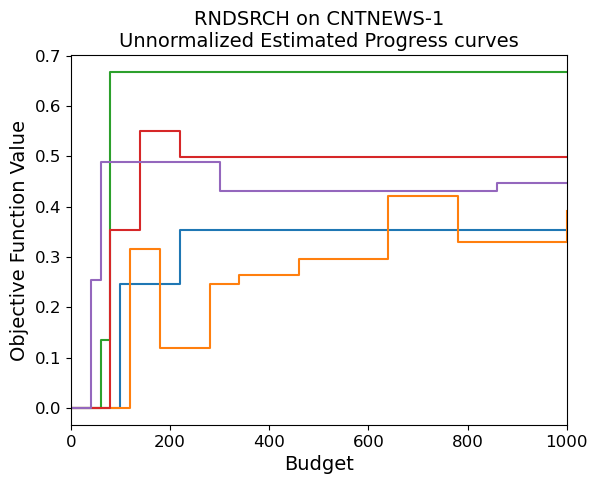 RNDSRCH on CNTNEWS-1
Unnormalized Estimated Progress curves
Objective Function Value
0.7
0.6
0.5
0.4
0.3
0.2
0.1
0.0
0 200 400 600 800 1000
Budget